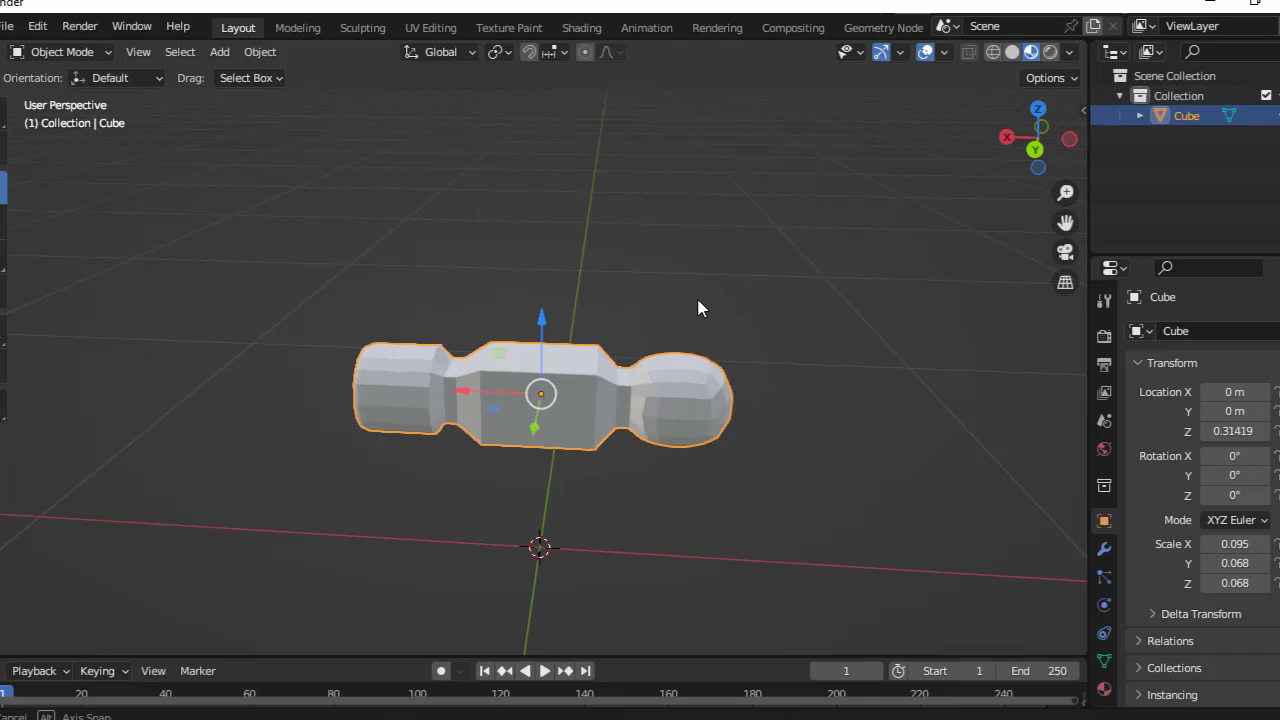 nder
File Edit Render Window Help Layout Modeling Sculpting UV Editing Texture Paint Shading Animation Rendering Compositing Geometry Node Scene ViewLayer
Object Mode View Select Add Object Global
Orientation: Default Drag: Select Box Options
User Perspective
(1) Collection | Cube
Z
X
Y
Scene Collection
Collection
Cube
Cube
Cube
Transform
Location X 0 m
Y 0 m
Z 0.31419
Rotation X 0°
Y 0°
Z 0°
Mode XYZ Euler
Scale X 0.095
Y 0.068
Z 0.068
Delta Transform
Relations
Collections
Instancing
Playback Keying View Marker 1 Start 1 End 250
1 20 40 60 80 100 120 140 160 180 200 220 240
Cancel Alt Axis Snap